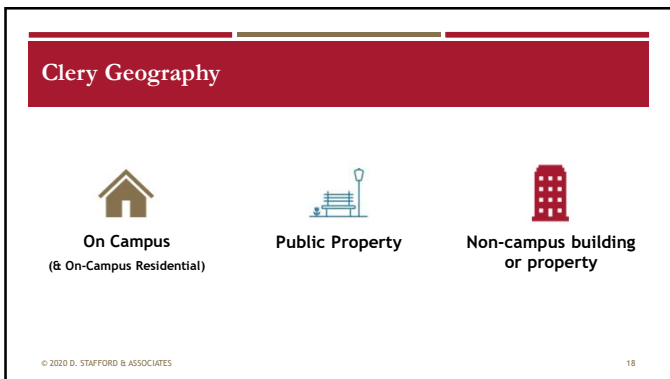 Clery Geography
On Campus
(& On-Campus Residential)
Public Property
Non-campus building
or property
© 2020 D. STAFFORD & ASSOCIATES
18